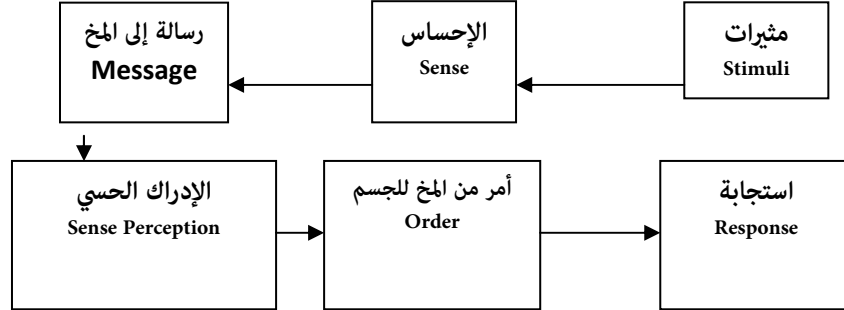 مثيرات
Stimuli
الإحساس
Sense
رسالة إلى المخ
Message
الإدراك الحسي
Sense Perception
أمر من المخ للجسم
Order
استجابة
Response